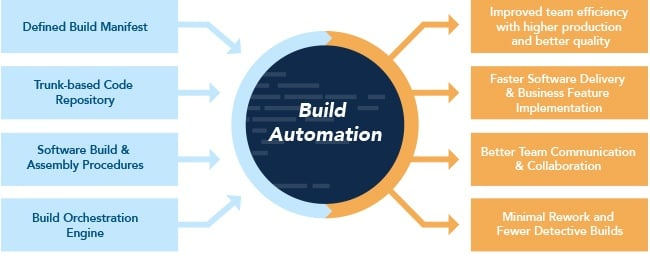 Defined Build Manifest
Trunk-based Code
Repository
Software Build &
Assembly Procedures
Build Orchestration
Engine
Build
Automation
Improved team efficiency
with higher production
and better quality
Faster Software Delivery
& Business Feature
Implementation
Better Team Communication
& Collaboration
Minimal Rework and
Fewer Detective Builds